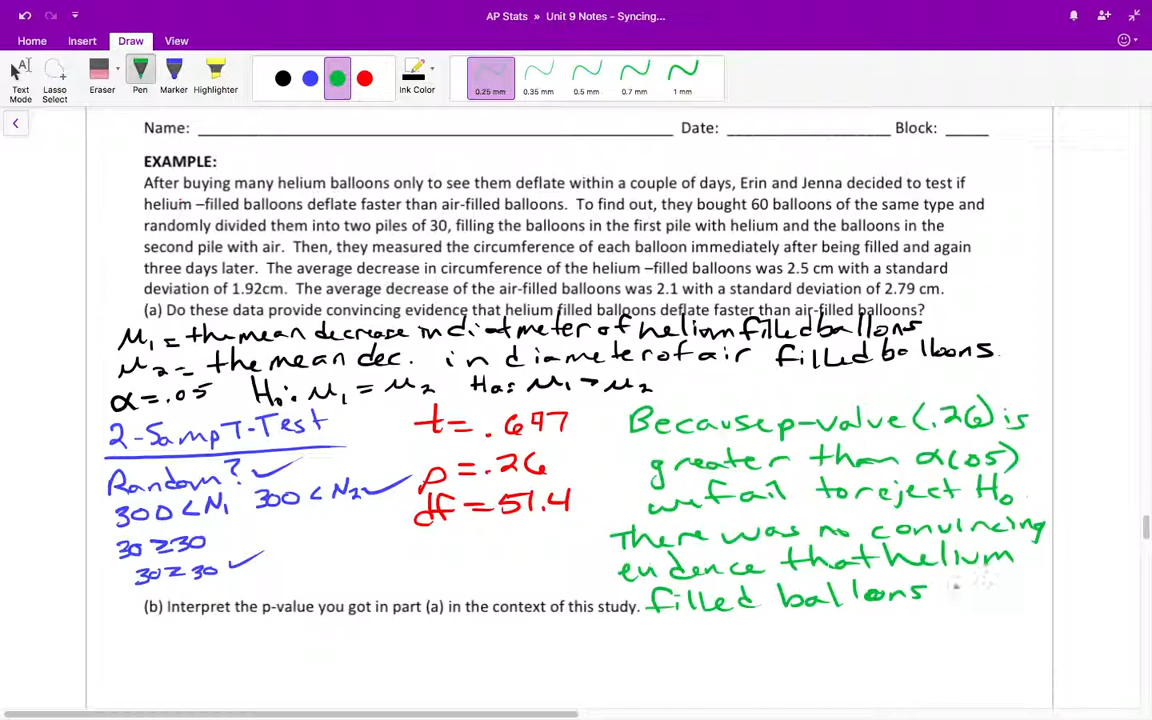 AP Stats » Unit 9 Notes - Syncing...
Home Insert Draw View
Text Mode
Lasso Select
Eraser
Pen
Marker
Highlighter
Ink Color
0.25 mm 0.35 mm 0.5 mm 0.7 mm 1 mm
Name: ____ Date: ____ Block: ____
EXAMPLE:
After buying many helium balloons only to see them deflate within a couple of days, Erin and Jenna decided to test if
helium –filled balloons deflate faster than air-filled balloons. To find out, they bought 60 balloons of the same type and
randomly divided them into two piles of 30, filling the balloons in the first pile with helium and the balloons in the
second pile with air. Then, they measured the circumference of each balloon immediately after being filled and again
three days later. The average decrease in circumference of the helium –filled balloons was 2.5 cm with a standard
deviation of 1.92cm. The average decrease of the air-filled balloons was 2.1 with a standard deviation of 2.79 cm.
(a) Do these data provide convincing evidence that helium filled balloons deflate faster than air-filled balloons?
μ1 = the mean decrease in diatmeter of helium filled ballons
μ2 = the mean dec. in diameter of air filled balloons.
α = .05 H0: μ1 = μ2 Ha: μ1 > μ2
2-Samp T-Test
Random? ✓
300 < N1 300 < N2 ✓
30 ≥ 30
30 ≥ 30 ✓
t = .647
p = .26
df = 51.4
Because p-value (.26) is
greater than α(.05)
we fail to reject H0.
There was no convincing
evidence that helium
filled balloons
(b) Interpret the p-value you got in part (a) in the context of this study.